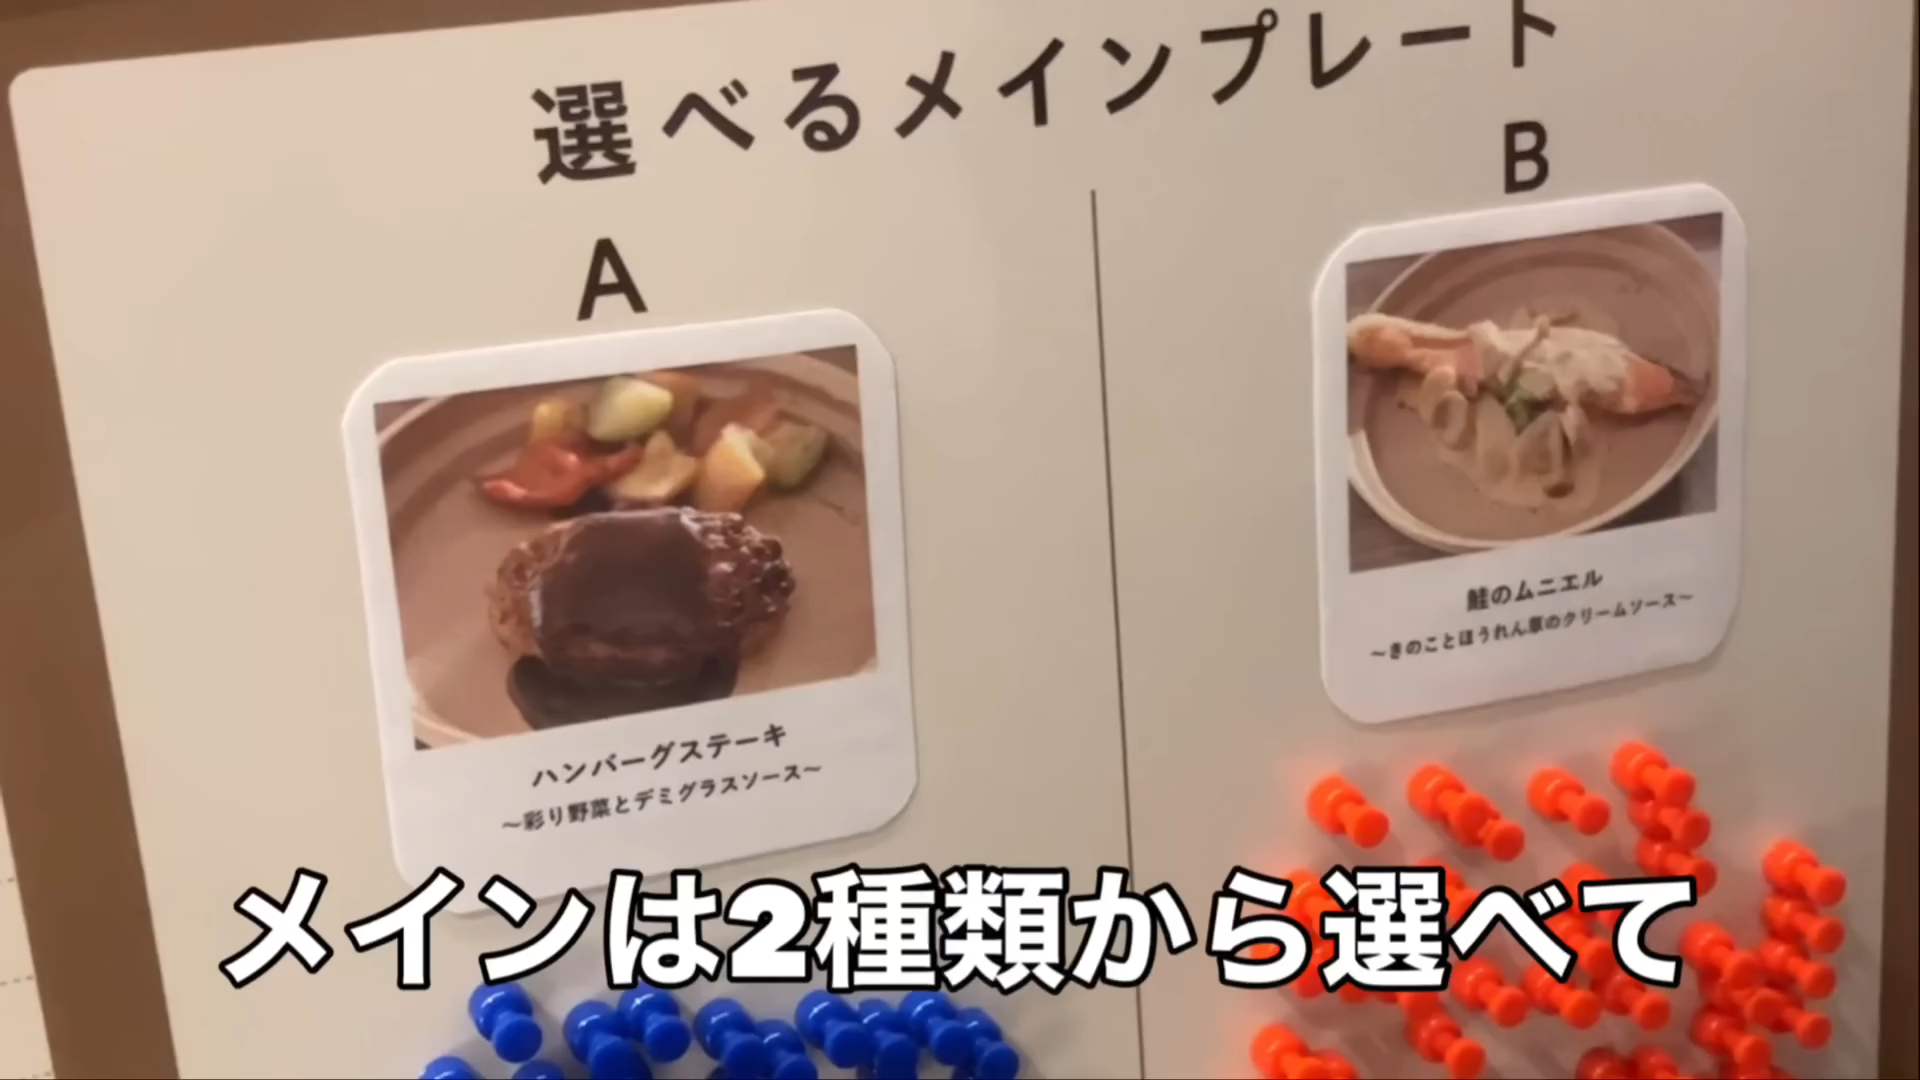 選べるメインプレート
A
B
ハンバーグステーキ
～彩り野菜とデミグラスソース～
鮭のムニエル
～きのことほうれん草のクリームソース～
メインは2種類から選べて